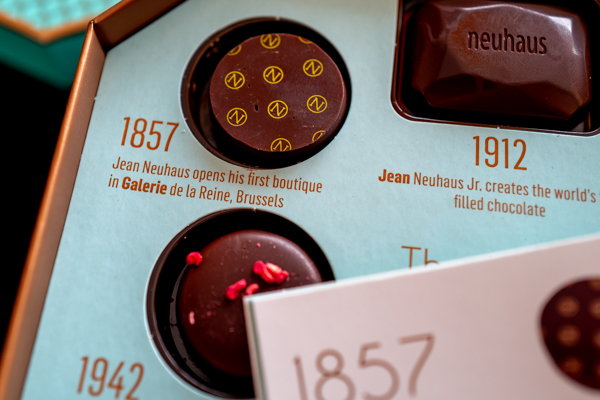 neuhaus
1857
Jean Neuhaus opens his first boutique
in Galerie de la Reine, Brussels
1912
Jean Neuhaus Jr. creates the world's
filled chocolate
Th
1942
1857